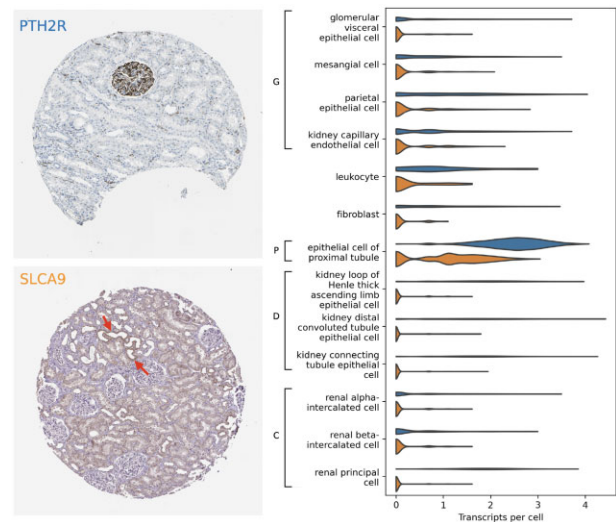 PTH2R
SLCA9
G
P
D
C
glomerular
visceral
epithelial cell
mesangial cell
parietal
epithelial cell
kidney capillary
endothelial cell
leukocyte
fibroblast
epithelial cell of
proximal tubule
kidney loop of
Henle thick
ascending limb
epithelial cell
kidney distal
convoluted tubule
epithelial cell
kidney connecting
tubule epithelial
cell
renal alpha-
intercalated cell
renal beta-
intercalated cell
renal principal
cell
0 1 2 3 4
Transcripts per cell